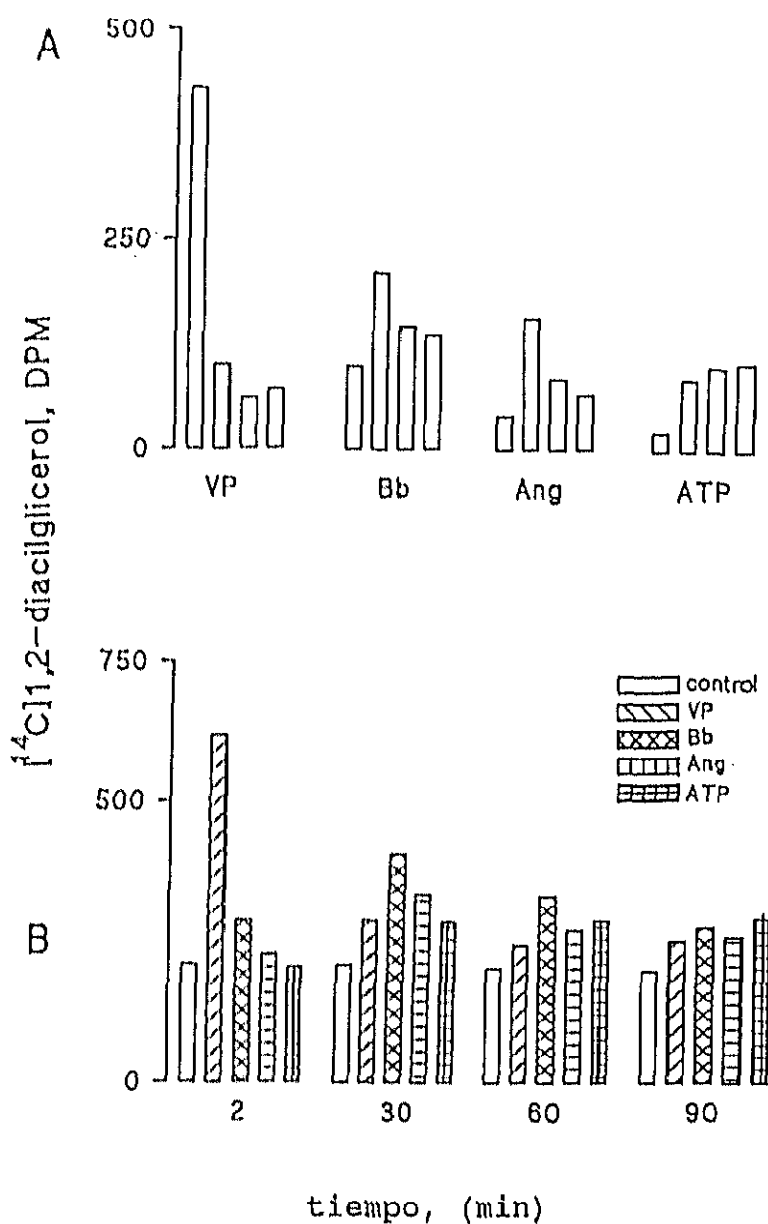 A
500
250
0
VP Bb Ang ATP
[¹⁴C]1,2-diacilglicerol, DPM
B
750
500
0
control
VP
Bb
Ang
ATP
2 30 60 90
tiempo, (min)